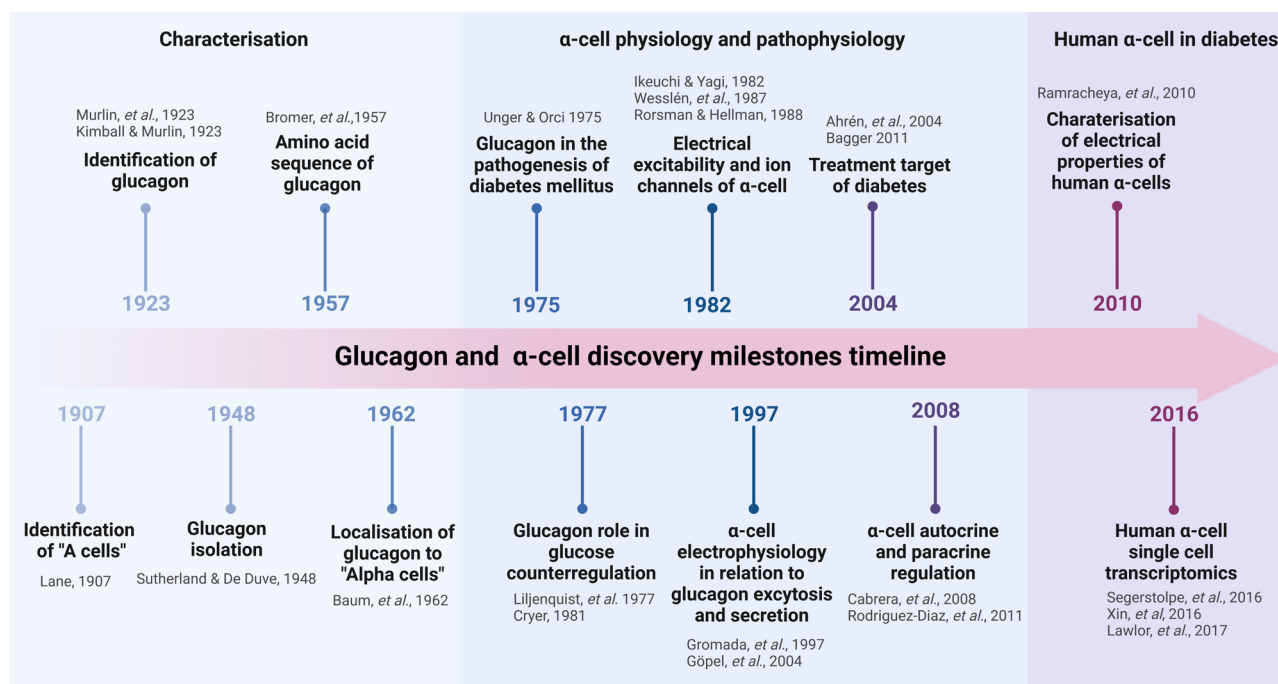 Characterisation
α-cell physiology and pathophysiology
Human α-cell in diabetes
Murlin, et al., 1923
Kimball & Murlin, 1923
Identification of
glucagon
1923
Bromer, et al.,1957
Amino acid
sequence of
glucagon
1957
Unger & Orci 1975
Glucagon in the
pathogenesis of
diabetes mellitus
1975
Ikeuchi & Yagi, 1982
Wesslén, et al., 1987
Rorsman & Hellman, 1988
Electrical
excitability and ion
channels of α-cell
1982
Ahrén, et al., 2004
Bagger 2011
Treatment target
of diabetes
2004
Ramracheya, et al., 2010
Charaterisation
of electrical
properties of
human α-cells
2010
Glucagon and α-cell discovery milestones timeline
1907
Identification
of "A cells"
Lane, 1907
1948
Glucagon
isolation
Sutherland & De Duve, 1948
1962
Localisation of
glucagon to
"Alpha cells"
Baum, et al., 1962
1977
Glucagon role in
glucose
counterregulation
Liljenquist, et al. 1977
Cryer, 1981
1997
α-cell
electrophysiology
in relation to
glucagon excytosis
and secretion
Gromada, et al., 1997
Göpel, et al., 2004
2008
α-cell autocrine
and paracrine
regulation
Cabrera, et al., 2008
Rodriguez-Diaz, et al., 2011
2016
Human α-cell
single cell
transcriptomics
Segerstolpe, et al., 2016
Xin, et al, 2016
Lawlor, et al., 2017